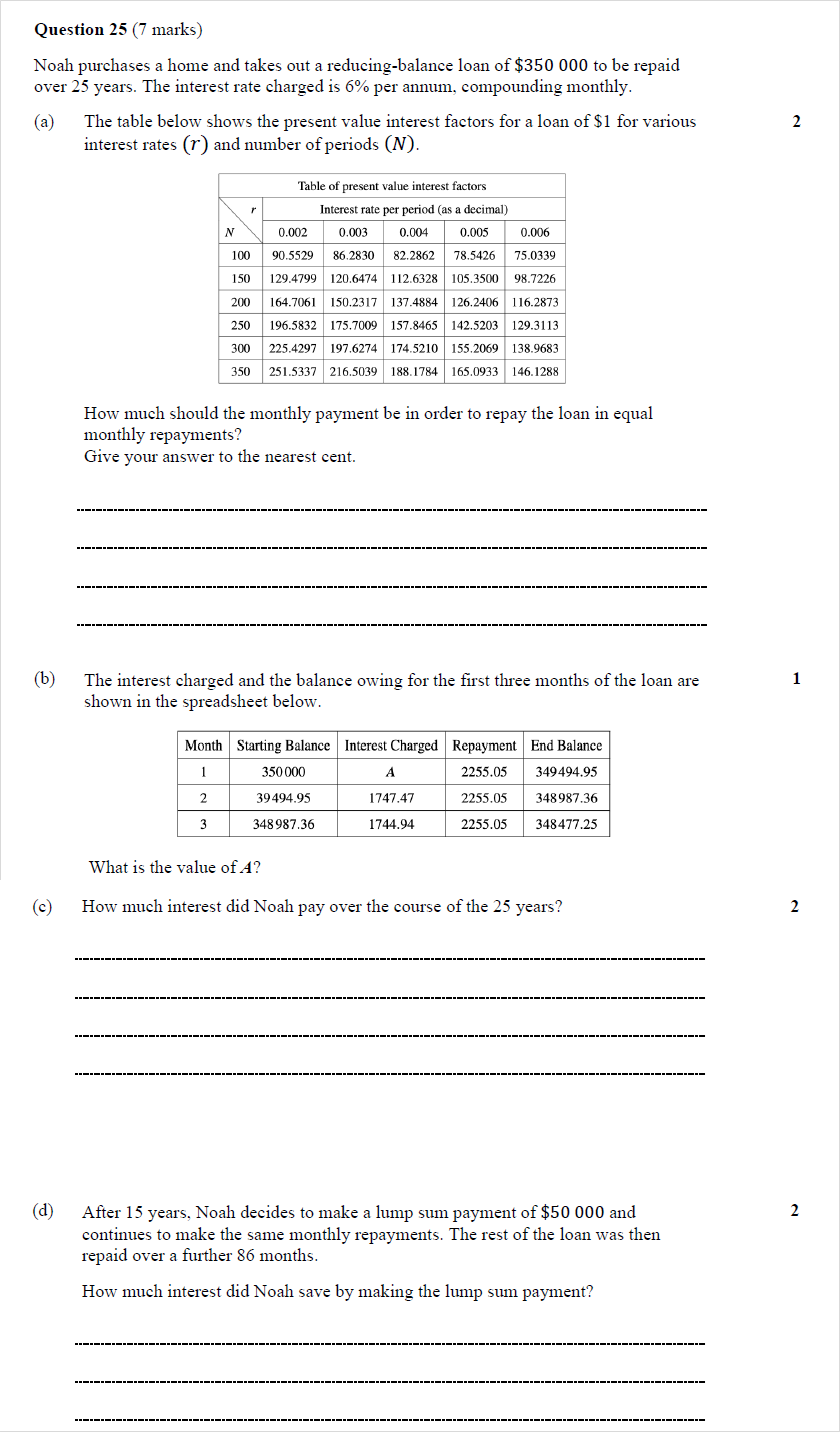 Question 25 (7 marks)
Noah purchases a home and takes out a reducing-balance loan of $350 000 to be repaid
over 25 years. The interest rate charged is 6% per annum, compounding monthly.
(a) The table below shows the present value interest factors for a loan of $1 for various 2
interest rates (r) and number of periods (N).
Table of present value interest factors
r Interest rate per period (as a decimal)
N 0.002 0.003 0.004 0.005 0.006
100 90.5529 86.2830 82.2862 78.5426 75.0339
150 129.4799 120.6474 112.6328 105.3500 98.7226
200 164.7061 150.2317 137.4884 126.2406 116.2873
250 196.5832 175.7009 157.8465 142.5203 129.3113
300 225.4297 197.6274 174.5210 155.2069 138.9683
350 251.5337 216.5039 188.1784 165.0933 146.1288
How much should the monthly payment be in order to repay the loan in equal
monthly repayments?
Give your answer to the nearest cent.
(b) The interest charged and the balance owing for the first three months of the loan are 1
shown in the spreadsheet below.
Month Starting Balance Interest Charged Repayment End Balance
1 350 000 A 2255.05 349 494.95
2 39 494.95 1747.47 2255.05 348 987.36
3 348 987.36 1744.94 2255.05 348 477.25
What is the value of A?
(c) How much interest did Noah pay over the course of the 25 years? 2
(d) After 15 years, Noah decides to make a lump sum payment of $50 000 and 2
continues to make the same monthly repayments. The rest of the loan was then
repaid over a further 86 months.
How much interest did Noah save by making the lump sum payment?